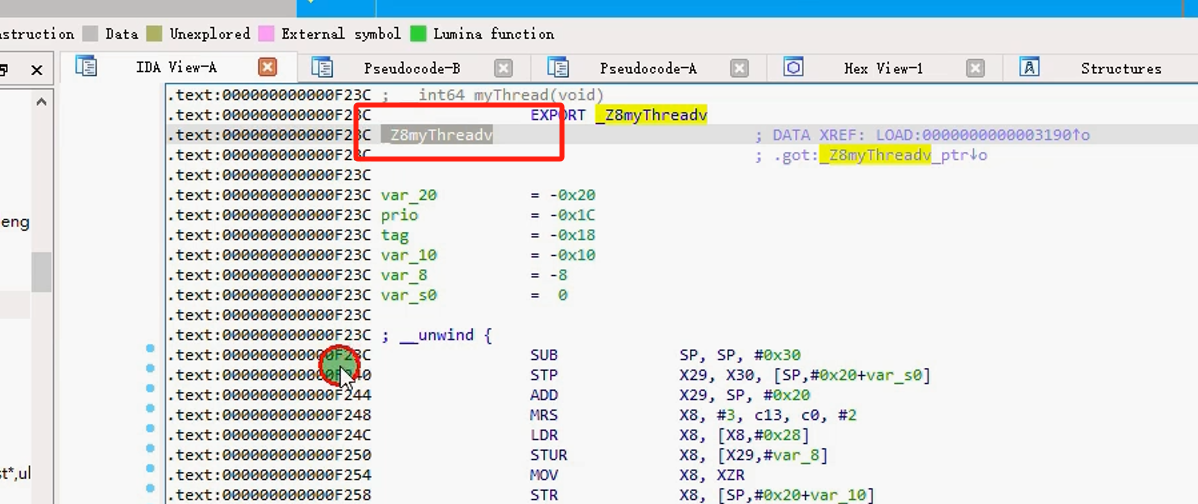 struction Data Unexplored External symbol Lumina function
IDA View-A Pseudocode-B Pseudocode-A Hex View-1 Structures
.text:000000000000F23C ; int64 myThread(void)
.text:000000000000F23C EXPORT _Z8myThreadv
.text:000000000000F23C _Z8myThreadv ; DATA XREF: LOAD:0000000000003190↑o
.text:000000000000F23C ; .got:_Z8myThreadv_ptr↓o
.text:000000000000F23C
.text:000000000000F23C var_20 = -0x20
.text:000000000000F23C prio = -0x1C
.text:000000000000F23C tag = -0x18
.text:000000000000F23C var_10 = -0x10
.text:000000000000F23C var_8 = -8
.text:000000000000F23C var_s0 = 0
.text:000000000000F23C
.text:000000000000F23C ; __unwind {
.text:000000000000F23C SUB SP, SP, #0x30
.text:000000000000F240 STP X29, X30, [SP,#0x20+var_s0]
.text:000000000000F244 ADD X29, SP, #0x20
.text:000000000000F248 MRS X8, #3, c13, c0, #2
.text:000000000000F24C LDR X8, [X8,#0x28]
.text:000000000000F250 STUR X8, [X29,#var_8]
.text:000000000000F254 MOV X8, XZR
.text:000000000000F258 STR X8, [SP,#0x20+var_10]
eng
st*,ul